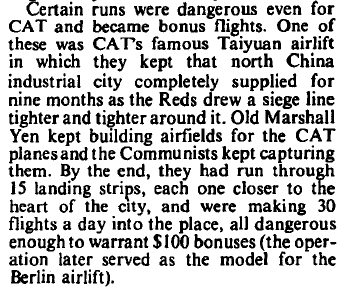 Certain runs were dangerous even for
CAT and became bonus flights. One of
these was CAT's famous Taiyuan airlift
in which they kept that north China
industrial city completely supplied for
nine months as the Reds drew a siege line
tighter and tighter around it. Old Marshall
Yen kept building airfields for the CAT
planes and the Communists kept capturing
them. By the end, they had run through
15 landing strips, each one closer to the
heart of the city, and were making 30
flights a day into the place, all dangerous
enough to warrant $100 bonuses (the oper-
ation later served as the model for the
Berlin airlift).